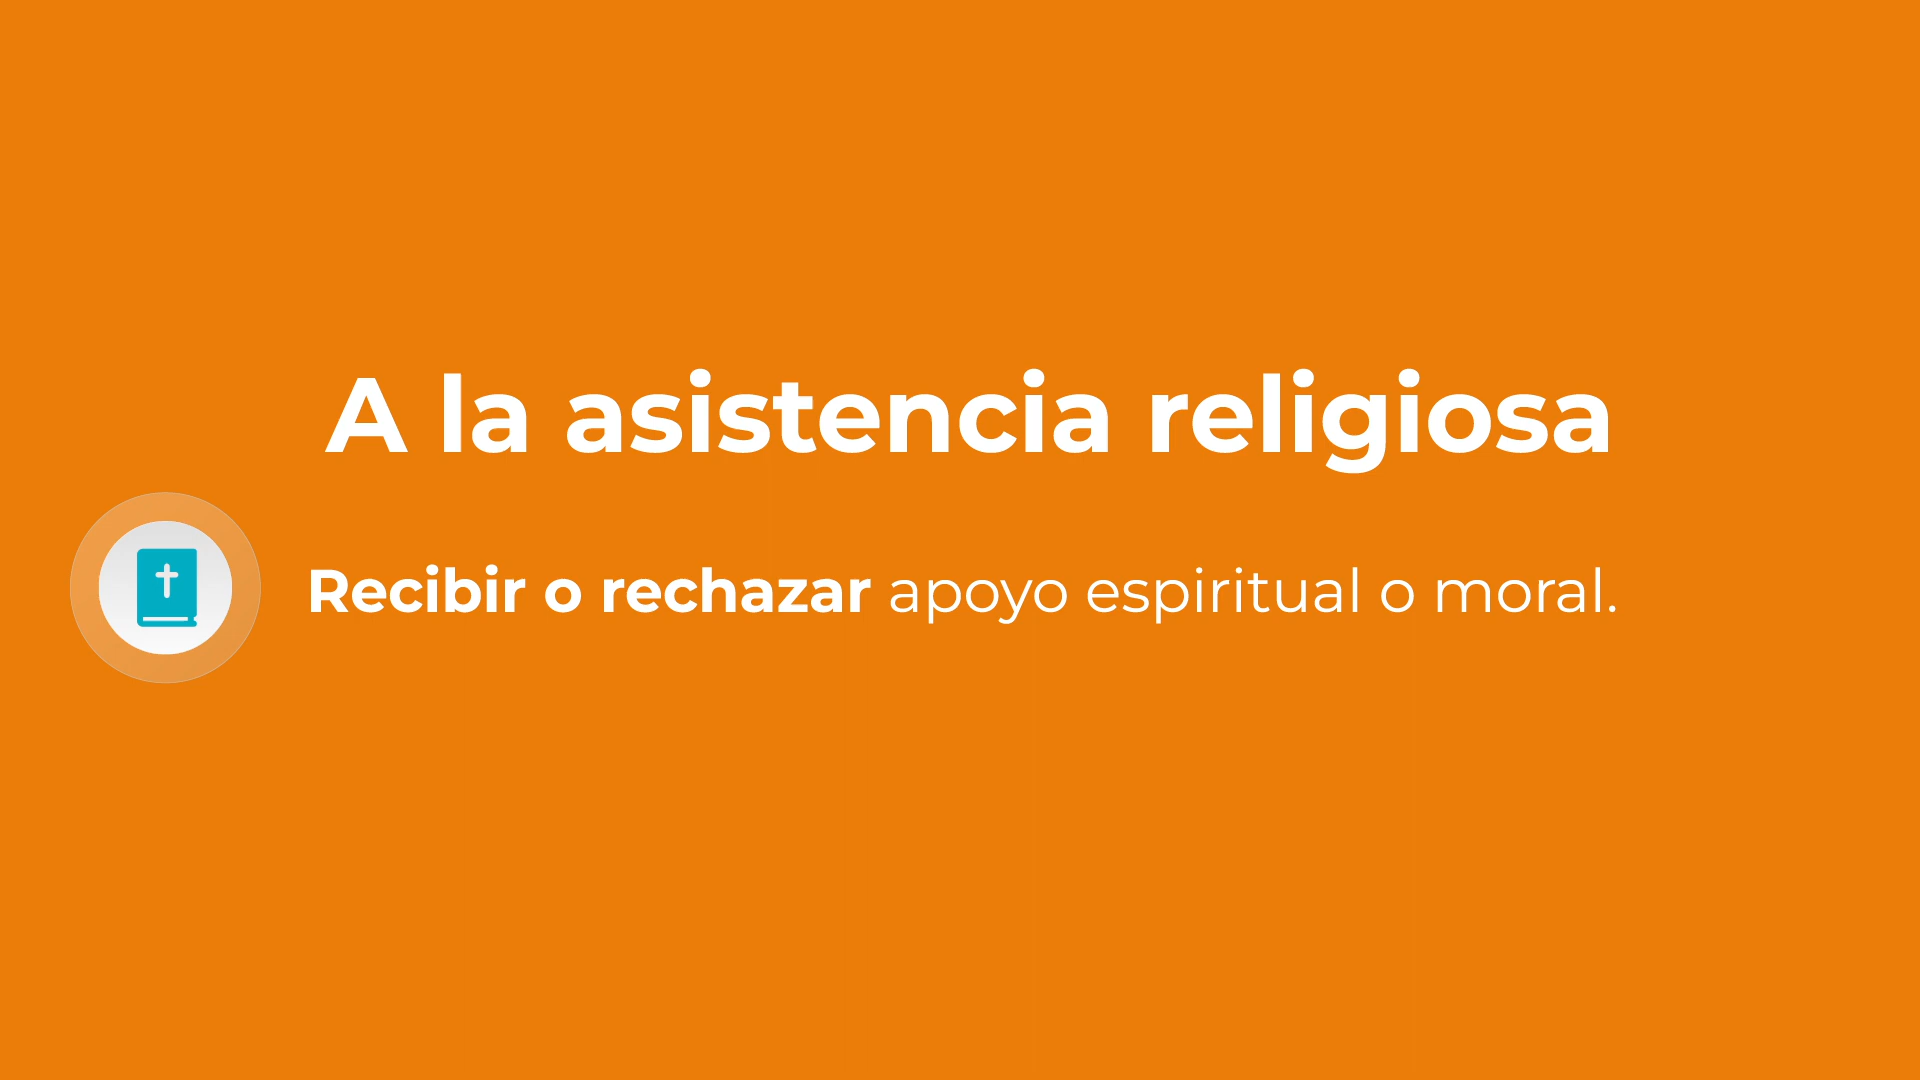 A la asistencia religiosa
Recibir o rechazar apoyo espiritual o moral.